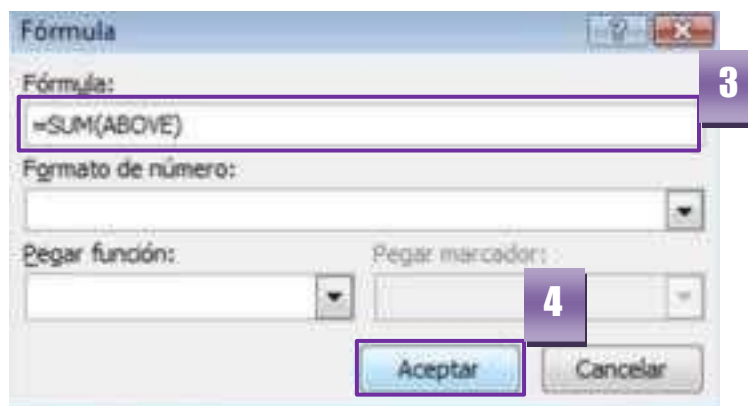 Fórmula
Fórmula:
3
=SUM(ABOVE)
Formato de número:
Pegar función:
Pegar marcador:
4
Aceptar
Cancelar